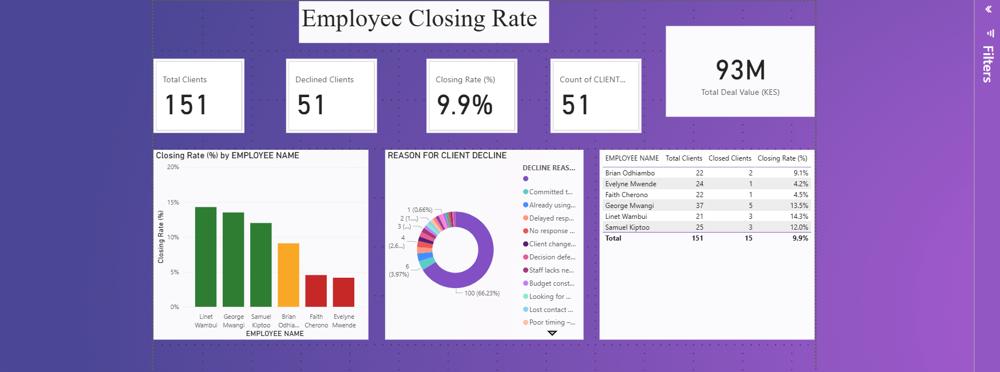 Employee Closing Rate
Total Clients
151
Declined Clients
51
Closing Rate (%)
9.9%
Count of CLIENT...
51
93M
Total Deal Value (KES)
Filters
Closing Rate (%) by EMPLOYEE NAME
Closing Rate (%)
20%
15%
10%
5%
0%
Linet Wambui
George Mwangi
Samuel Kiptoo
Brian Odhia...
Faith Cherono
Evelyne Mwende
EMPLOYEE NAME
REASON FOR CLIENT DECLINE
1 (0.66%)
2 (1....)
3 (...)
4 (2.6...)
6 (3.97%)
100 (66.23%)
DECLINE REAS...
Committed t...
Already using...
Delayed resp...
No response ...
Client change...
Decision defe...
Staff lacks ne...
Budget const...
Looking for ...
Lost contact ...
Poor timing –...
EMPLOYEE NAME Total Clients Closed Clients Closing Rate (%)
Brian Odhiambo 22 2 9.1%
Evelyne Mwende 24 1 4.2%
Faith Cherono 22 1 4.5%
George Mwangi 37 5 13.5%
Linet Wambui 21 3 14.3%
Samuel Kiptoo 25 3 12.0%
Total 151 15 9.9%